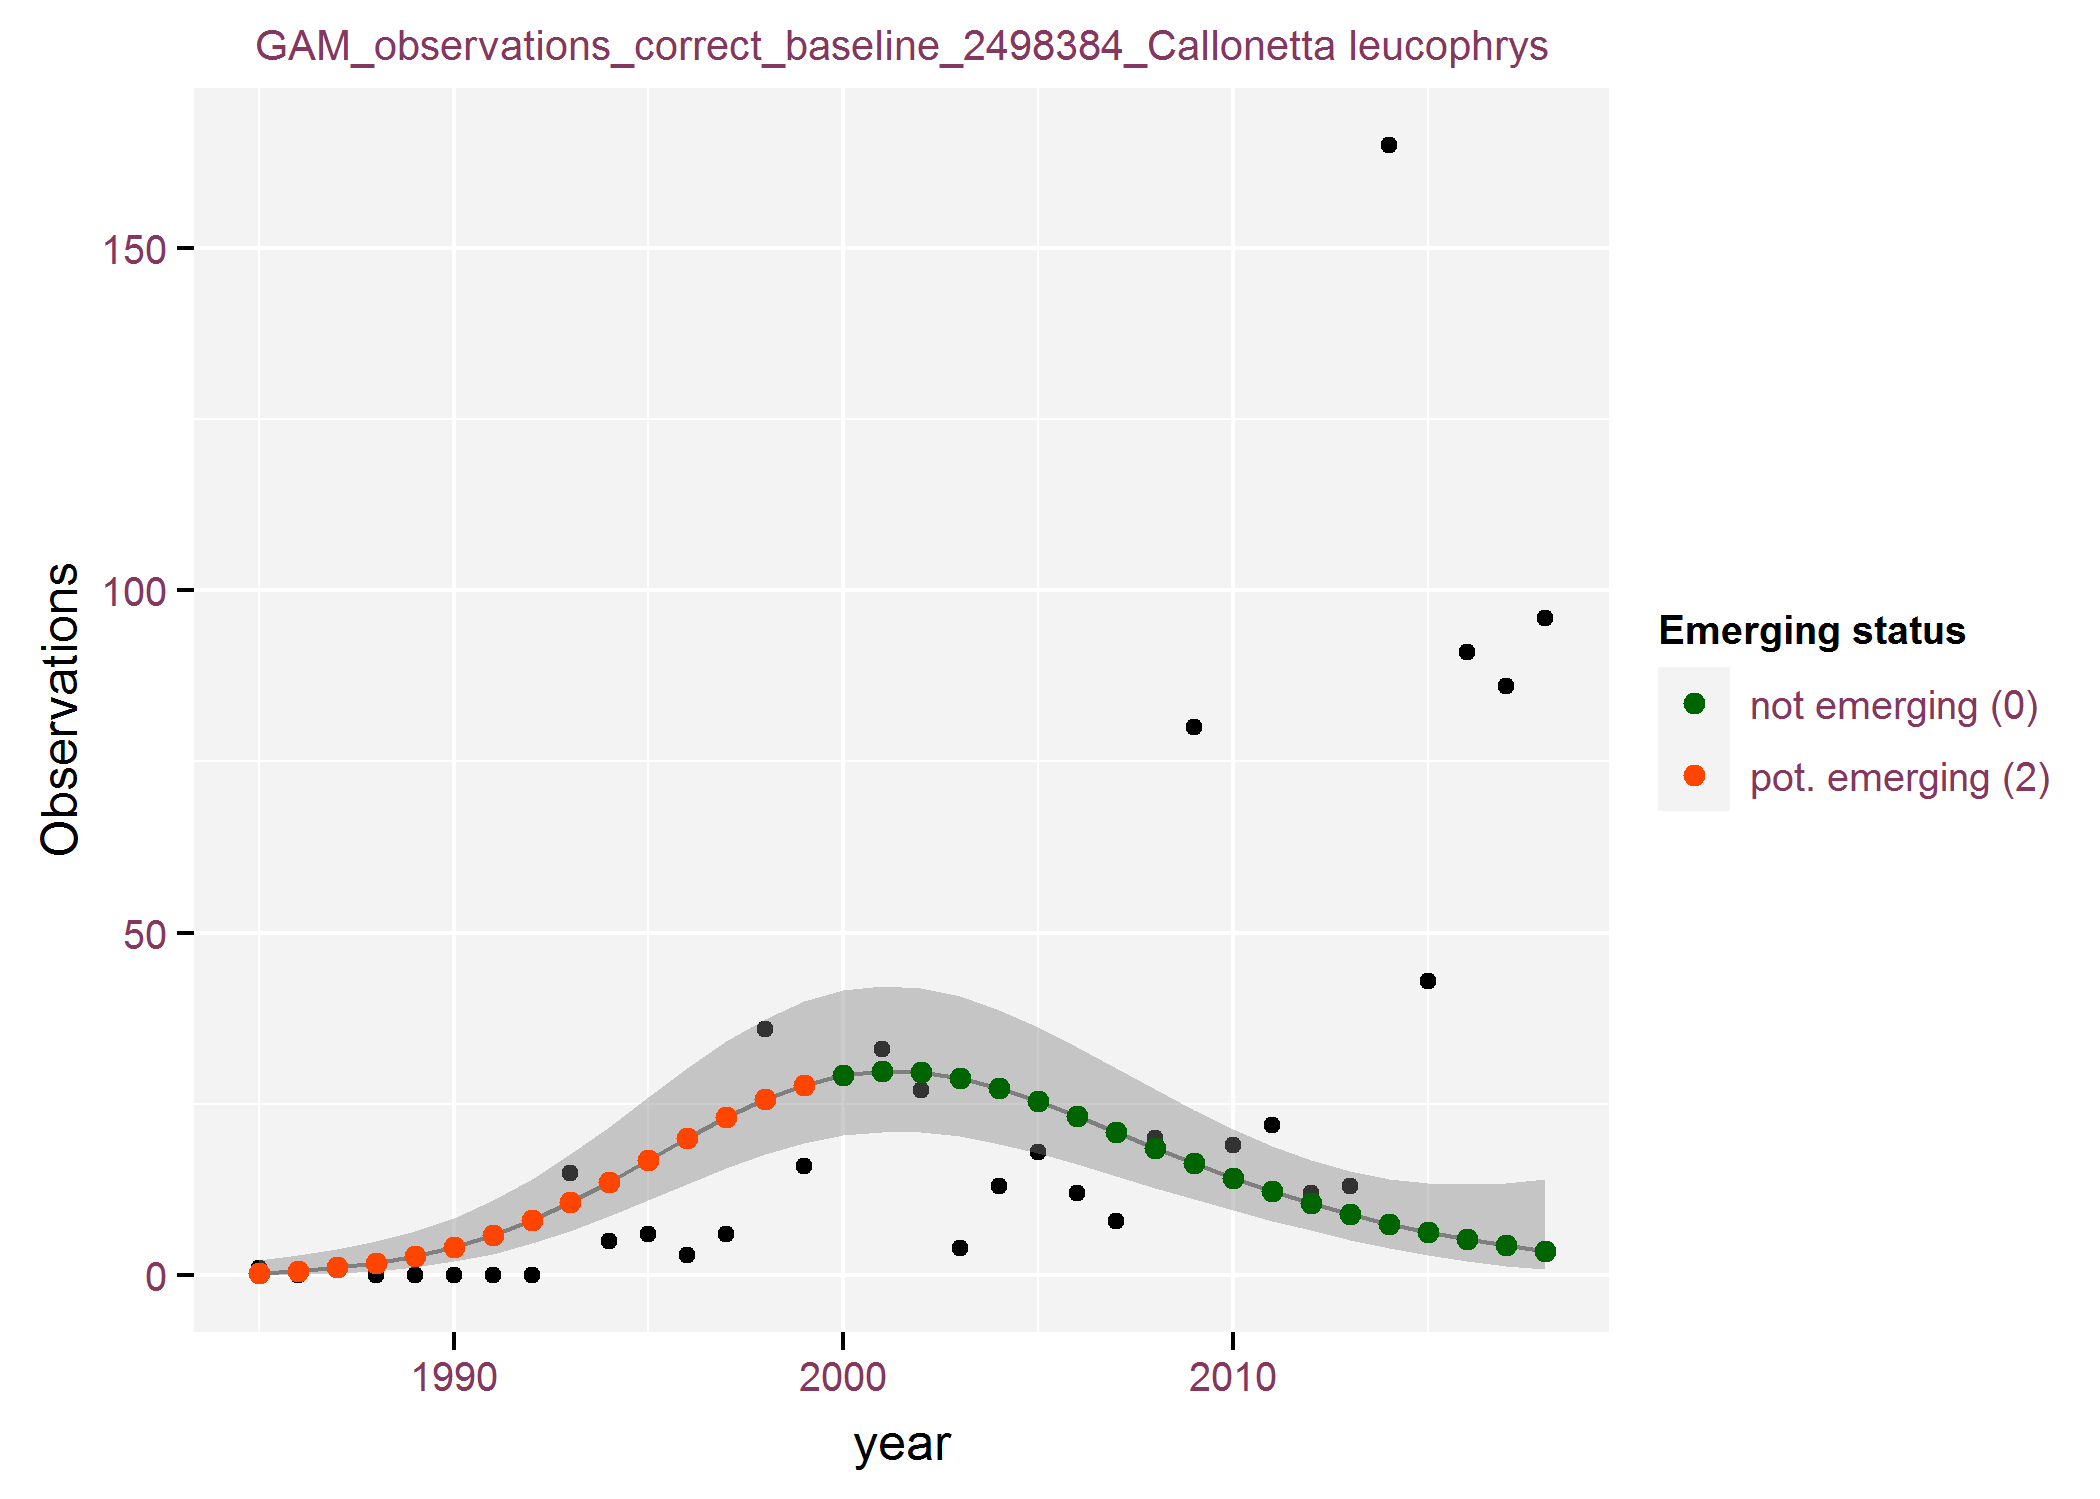 GAM_observations_correct_baseline_2498384_Callonetta leucophrys
150
100
50
0
Observations
1990
2000
2010
year
Emerging status
not emerging (0)
pot. emerging (2)